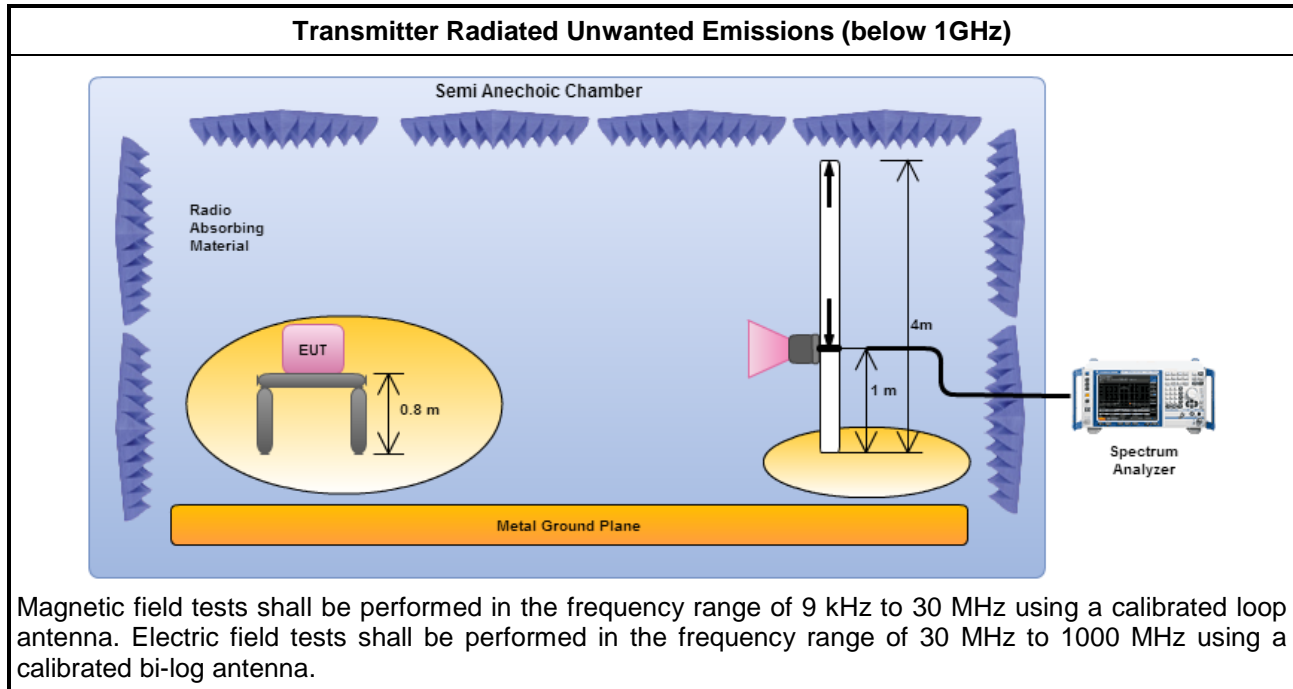 Transmitter Radiated Unwanted Emissions (below 1GHz)
Semi Anechoic Chamber
Radio
Absorbing
Material
EUT
0.8 m
4m
1 m
Spectrum
Analyzer
Metal Ground Plane
Magnetic field tests shall be performed in the frequency range of 9 kHz to 30 MHz using a calibrated loop
antenna. Electric field tests shall be performed in the frequency range of 30 MHz to 1000 MHz using a
calibrated bi-log antenna.